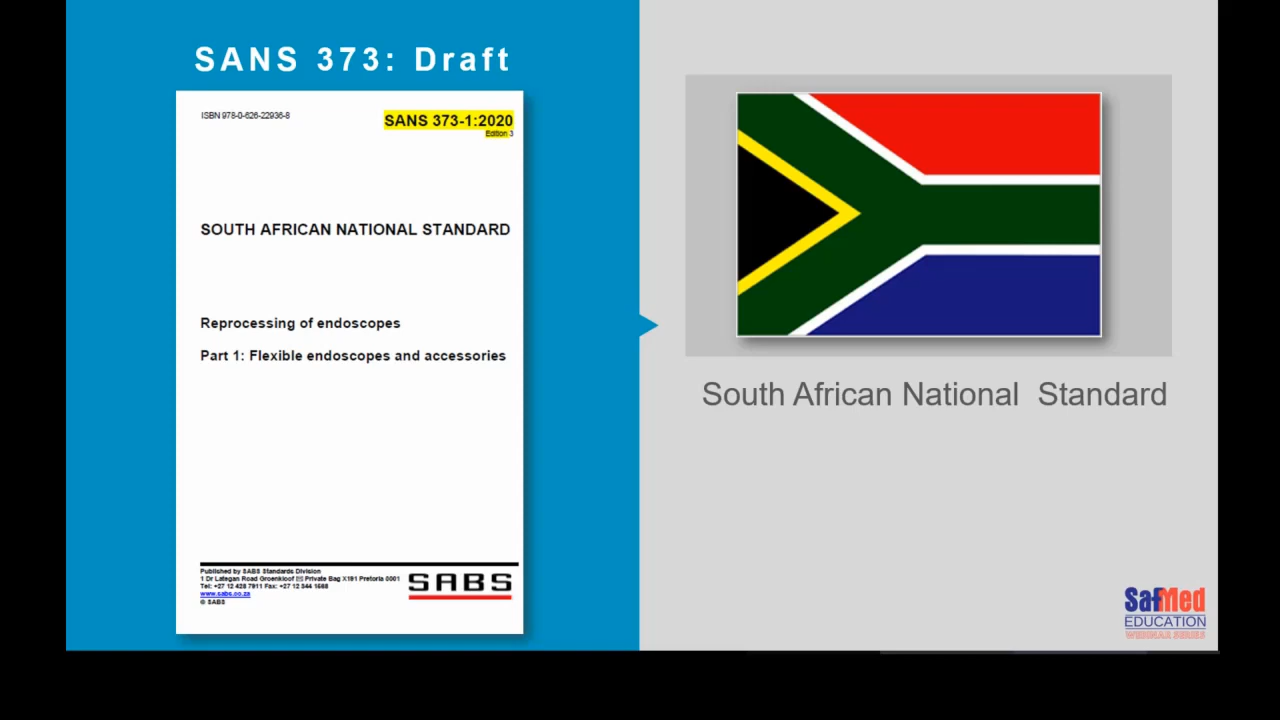 SANS 373: Draft
ISBN 978-0-626-22936-8
SANS 373-1:2020
Edition 3
SOUTH AFRICAN NATIONAL STANDARD
Reprocessing of endoscopes
Part 1: Flexible endoscopes and accessories
Published by SABS Standards Division
1 Dr Lategan Road Groenkloof Private Bag X191 Pretoria 0001
Tel: +27 12 428 7911 Fax: +27 12 344 1568
www.sabs.co.za
© SABS
SABS
South African National Standard
SafMed
EDUCATION
WEBINAR SERIES